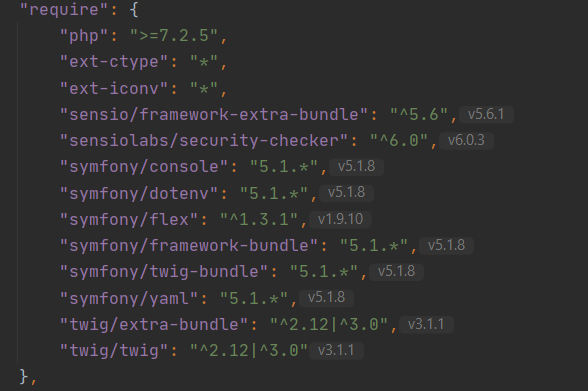 "require": {
"php": ">=7.2.5",
"ext-ctype": "*",
"ext-iconv": "*",
"sensio/framework-extra-bundle": "^5.6", v5.6.1
"sensiolabs/security-checker": "^6.0", v6.0.3
"symfony/console": "5.1.*", v5.1.8
"symfony/dotenv": "5.1.*", v5.1.8
"symfony/flex": "^1.3.1", v1.9.10
"symfony/framework-bundle": "5.1.*", v5.1.8
"symfony/twig-bundle": "5.1.*", v5.1.8
"symfony/yaml": "5.1.*", v5.1.8
"twig/extra-bundle": "^2.12|^3.0", v3.1.1
"twig/twig": "^2.12|^3.0" v3.1.1
},